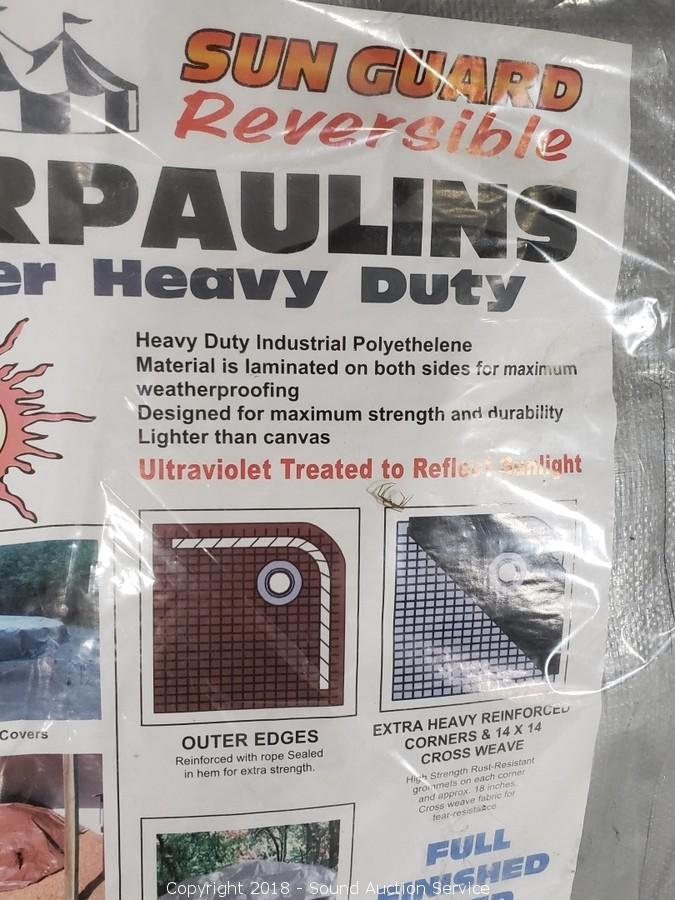 SUN GUARD
Reversible
RPAULINS
er Heavy Duty
Heavy Duty Industrial Polyethelene
Material is laminated on both sides for maximum
weatherproofing
Designed for maximum strength and durability
Lighter than canvas
Ultraviolet Treated to Reflect Sunlight
Covers
OUTER EDGES
Reinforced with rope Sealed
in hem for extra strength.
EXTRA HEAVY REINFORCED
CORNERS & 14 X 14
CROSS WEAVE
High Strength Rust-Resistant
grommets on each corner
and approx. 18 inches.
Cross weave fabric for
tear-resistance
FULL
FINISHED
Copyright 2018 - Sound Auction Service